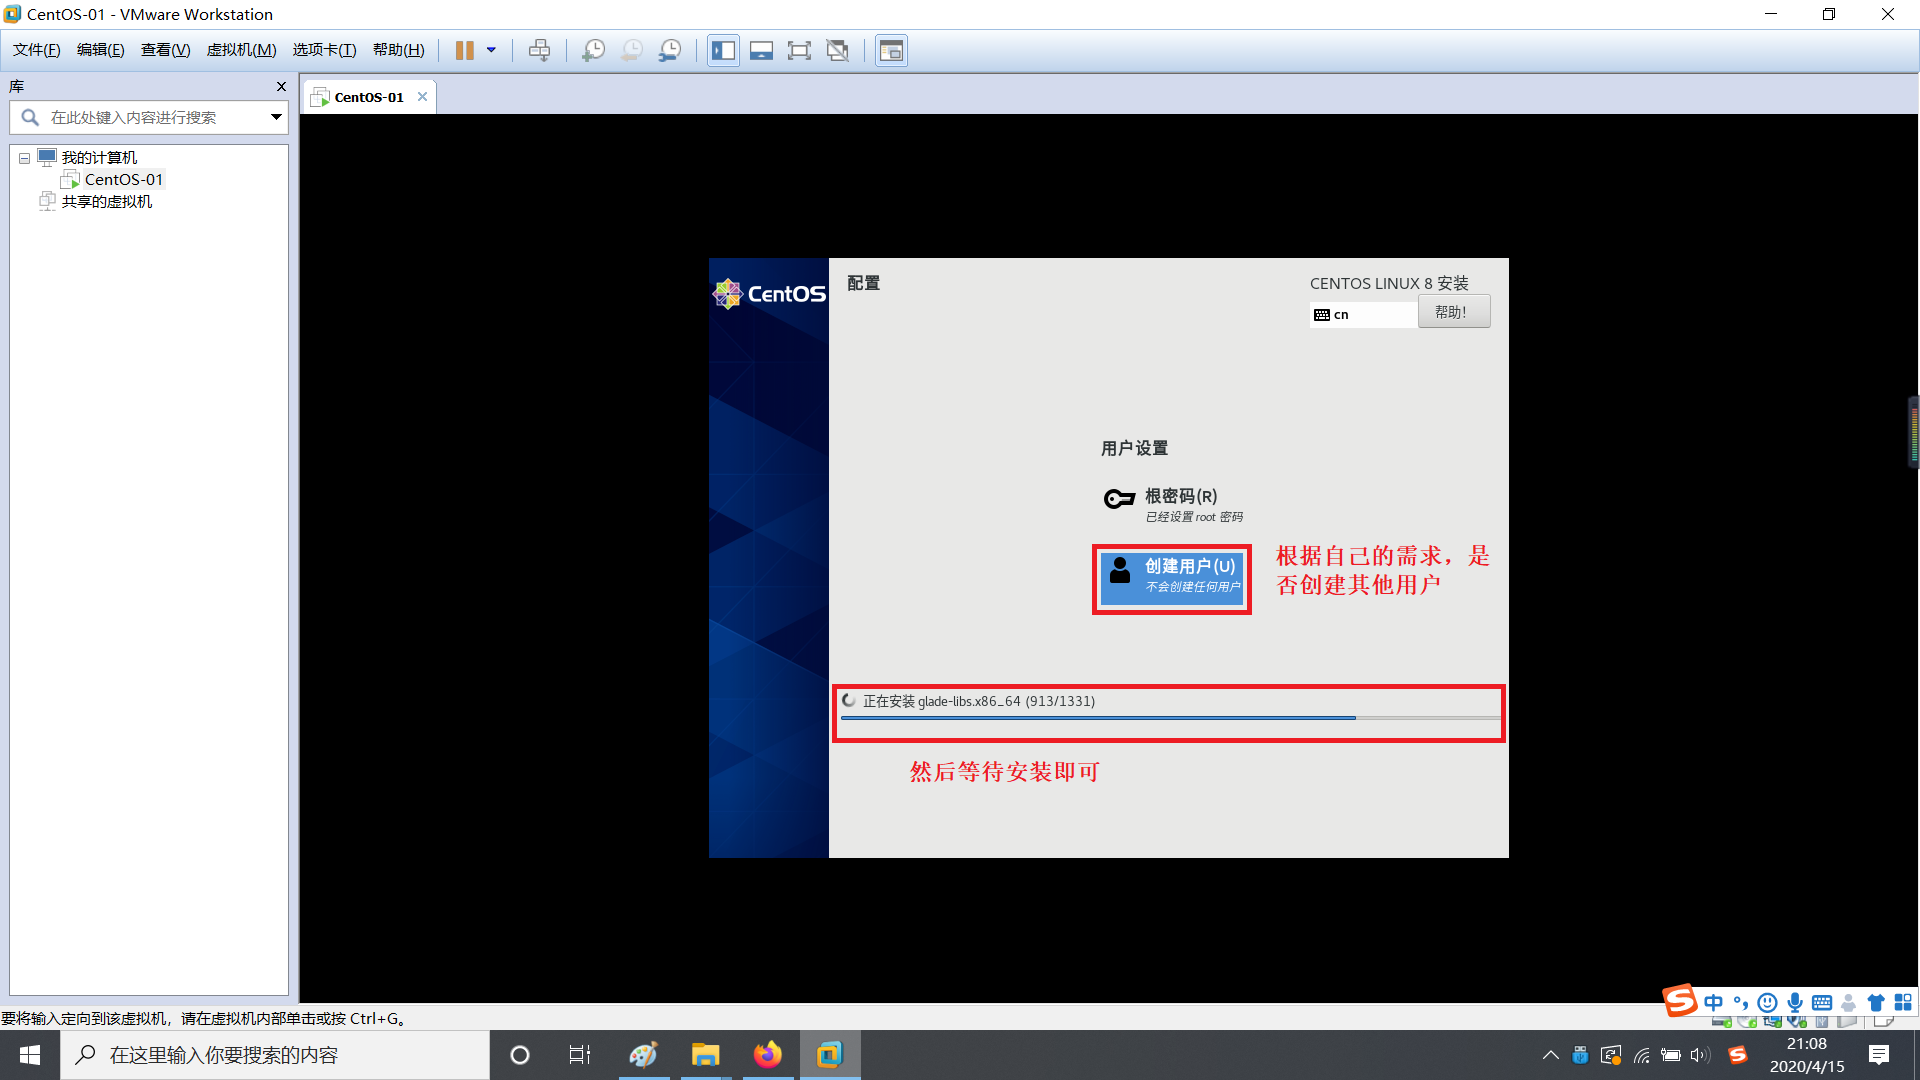 CentOS-01 - VMware Workstation
文件(F) 编辑(E) 查看(V) 虚拟机(M) 选项卡(T) 帮助(H)
库
在此处键入内容进行搜索
我的计算机
CentOS-01
共享的虚拟机
CentOS-01
CentOS
配置
CENTOS LINUX 8 安装
cn
帮助!
用户设置
根密码(R)
已经设置 root 密码
创建用户(U)
不会创建任何用户
根据自己的需求，是
否创建其他用户
正在安装 glade-libs.x86_64 (913/1331)
然后等待安装即可
要将输入定向到该虚拟机，请在虚拟机内部单击或按 Ctrl+G。
中
在这里输入你要搜索的内容
21:08
2020/4/15